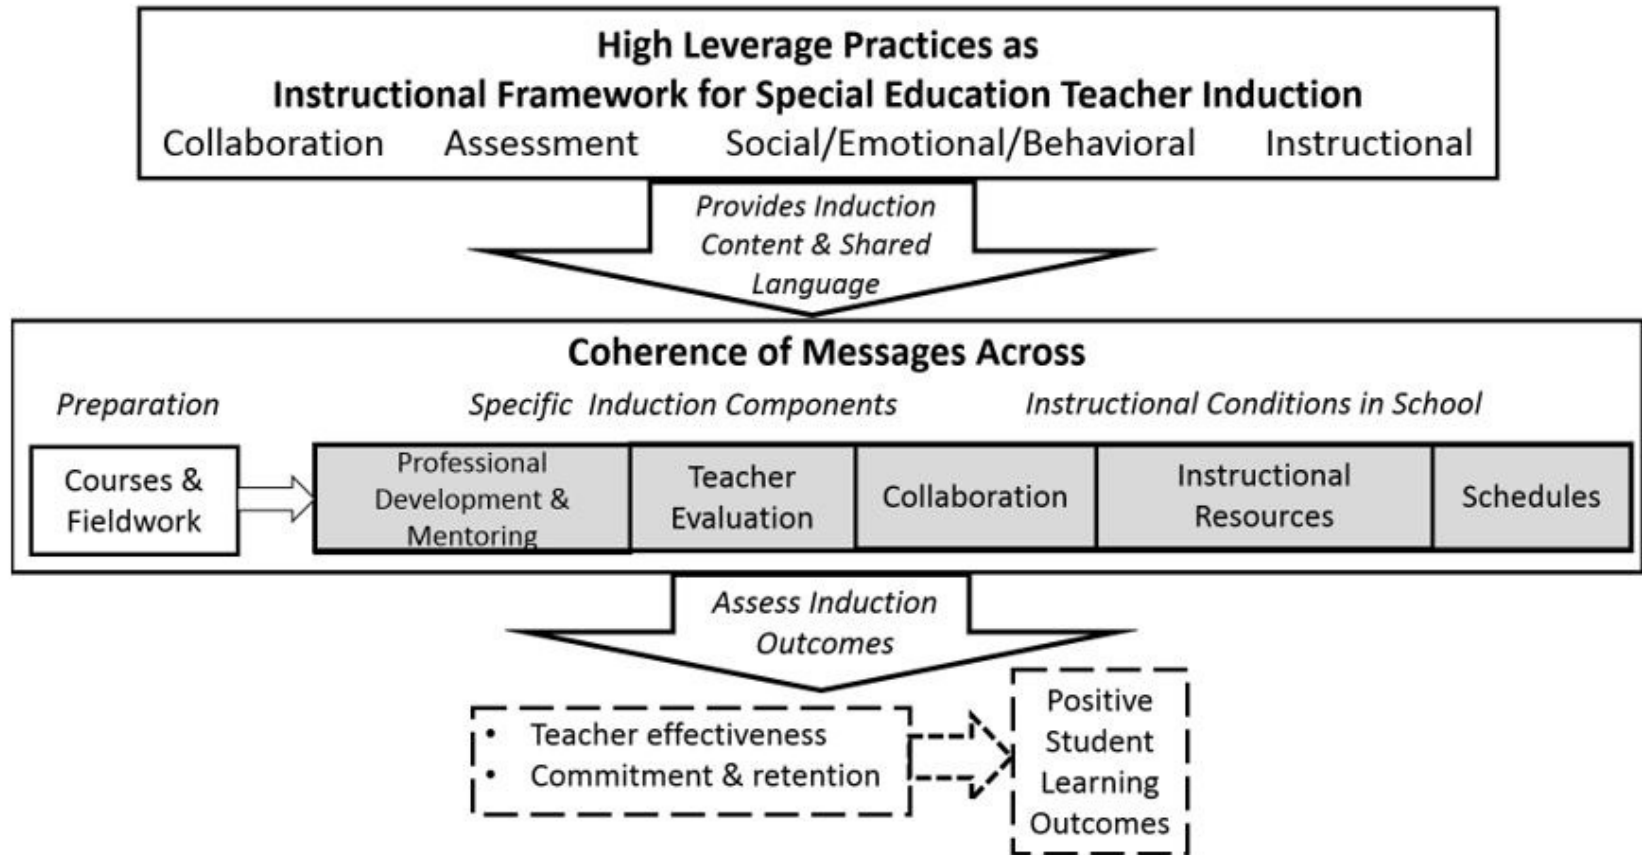 High Leverage Practices as
Instructional Framework for Special Education Teacher Induction
Collaboration Assessment Social/Emotional/Behavioral Instructional
Provides Induction
Content & Shared
Language
Coherence of Messages Across
Preparation Specific Induction Components Instructional Conditions in School
Courses &
Fieldwork
Professional
Development &
Mentoring
Teacher
Evaluation
Collaboration
Instructional
Resources
Schedules
Assess Induction
Outcomes
• Teacher effectiveness
• Commitment & retention
Positive
Student
Learning
Outcomes